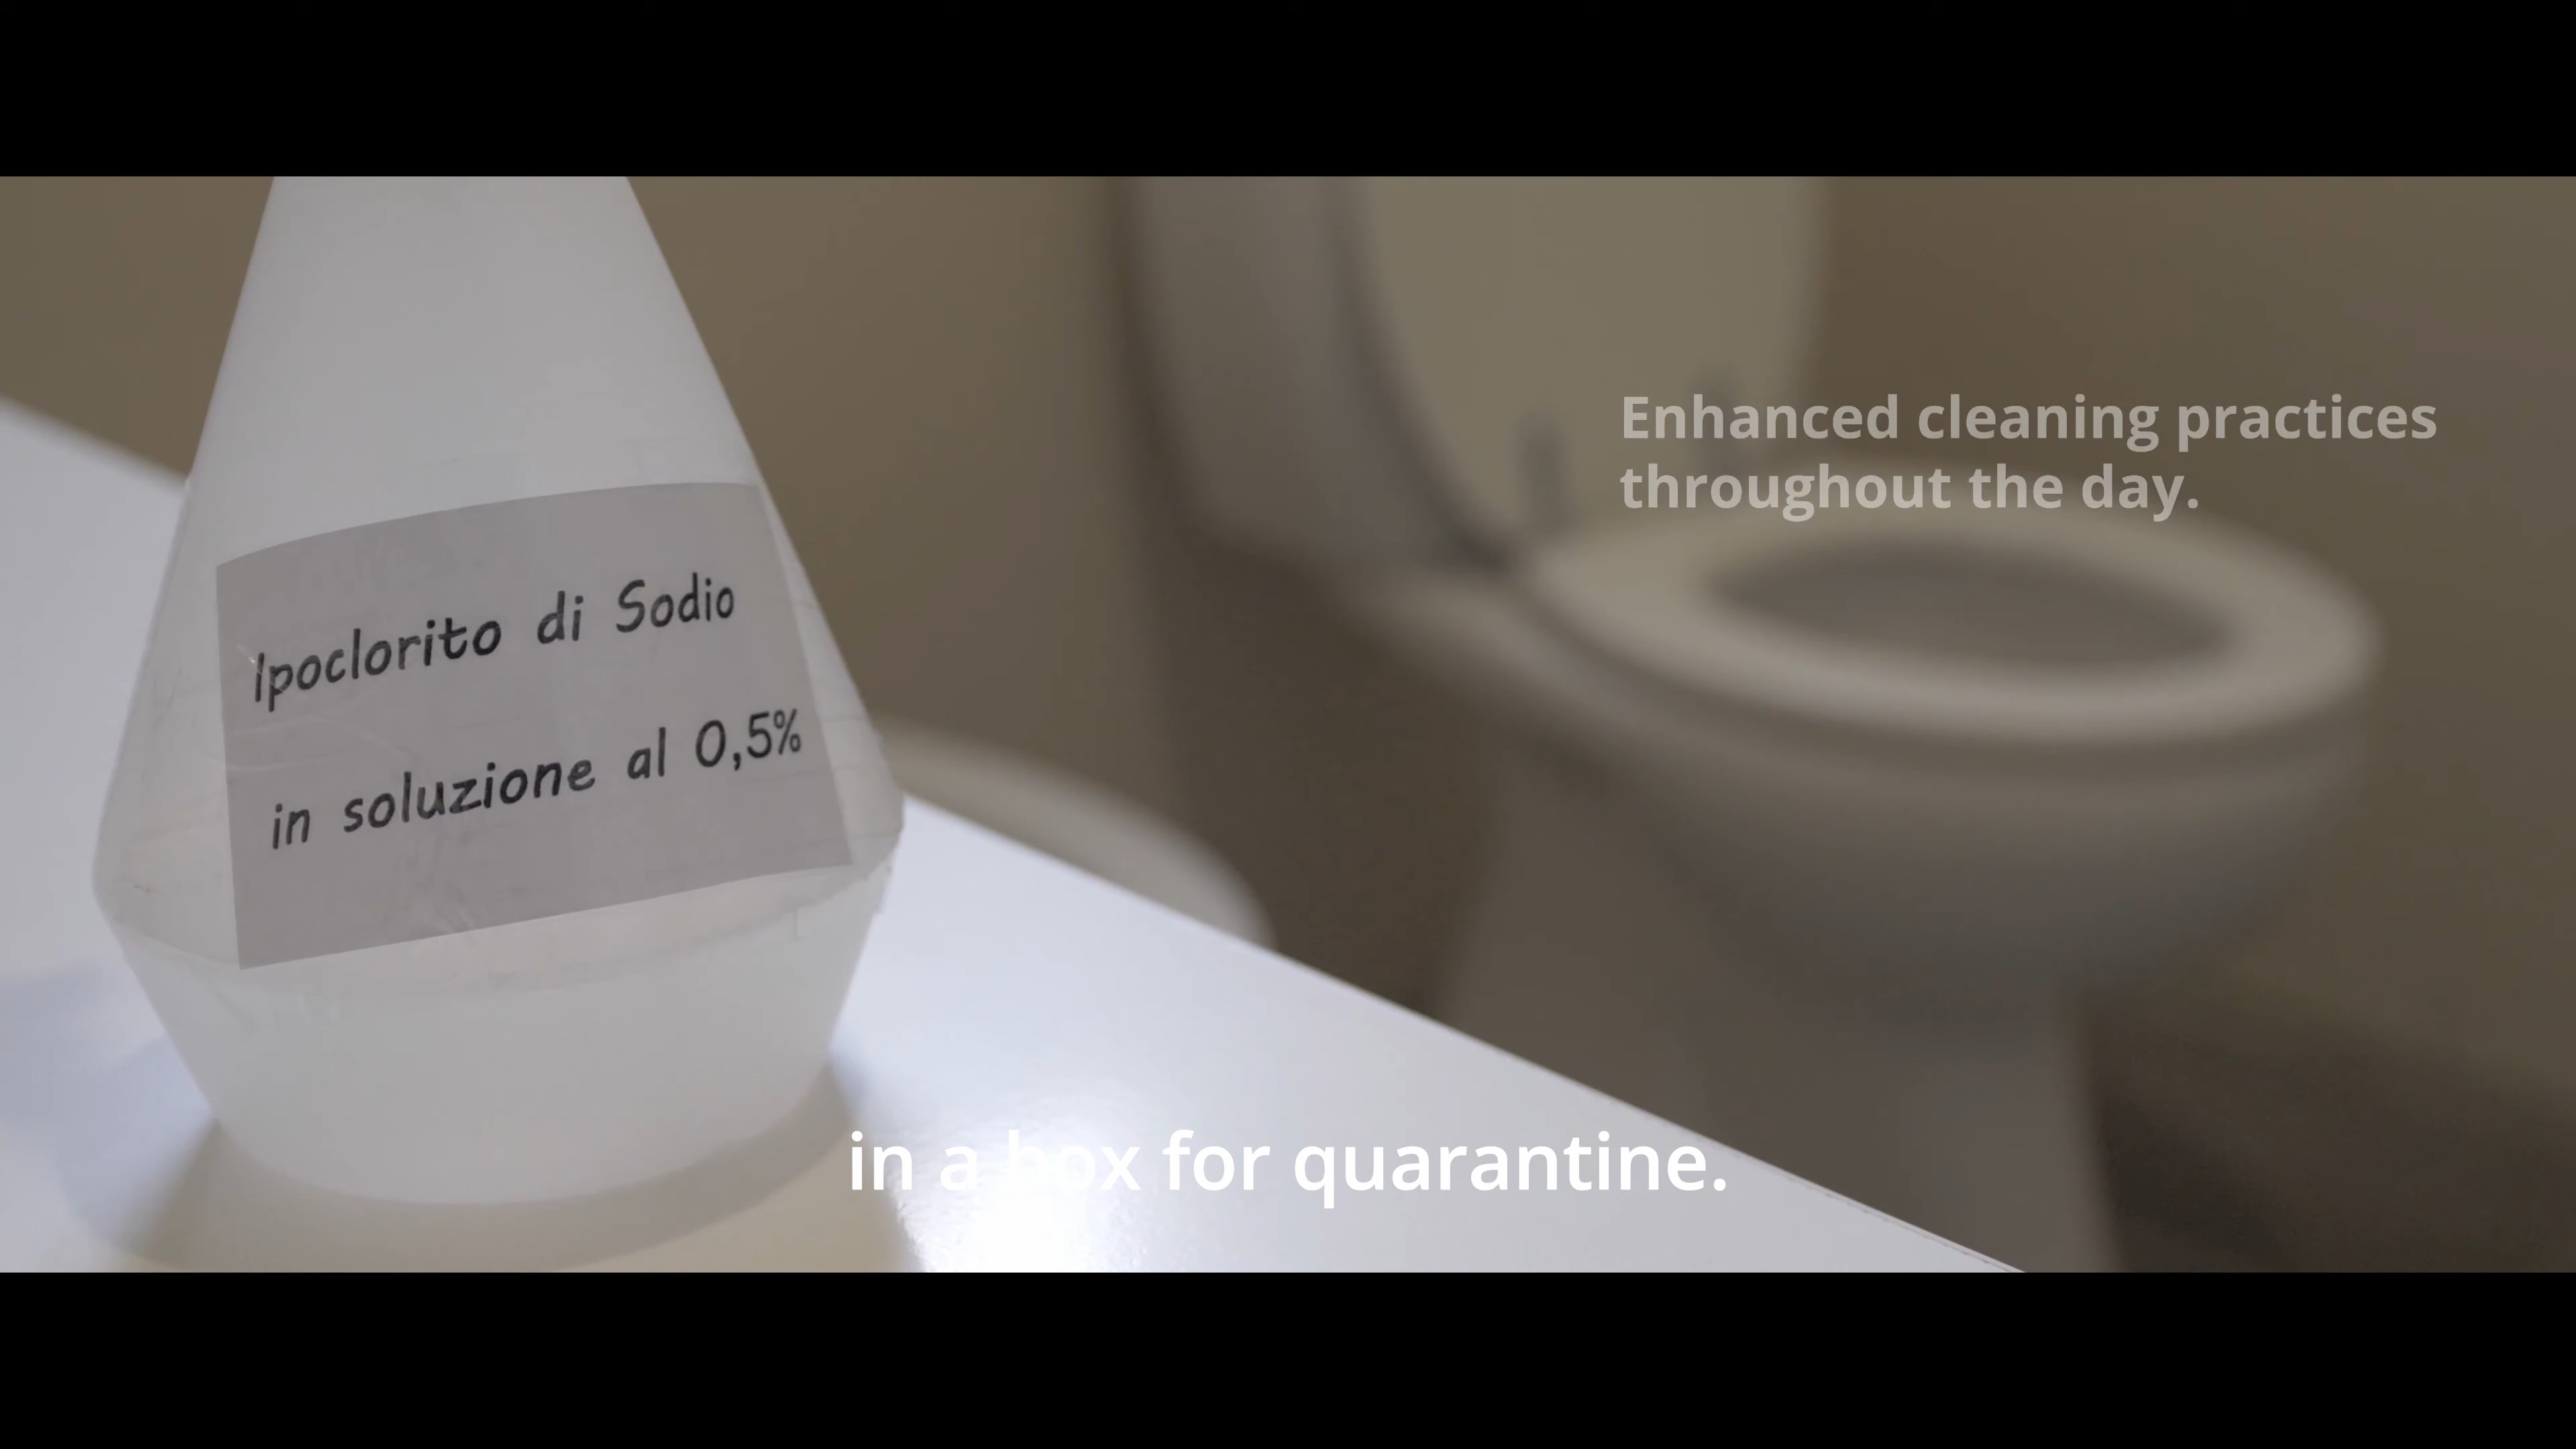 Enhanced cleaning practices
throughout the day.
Ipoclorito di Sodio
in soluzione al 0,5%
in a box for quarantine.